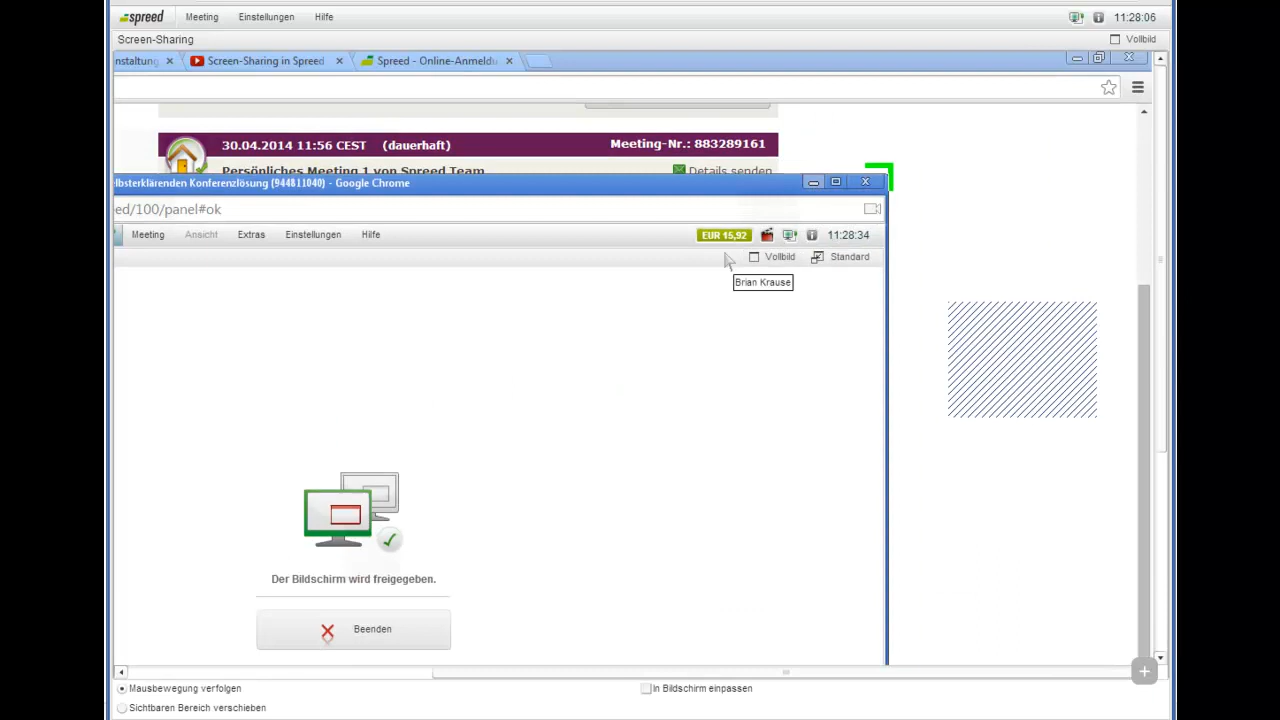 spreed Meeting Einstellungen Hilfe 11:28:06
Screen-Sharing Vollbild
nstaltung Screen-Sharing in Spreed Spreed - Online-Anmeldu
30.04.2014 11:56 CEST (dauerhaft) Meeting-Nr.: 883289161
Persönliches Meeting 1 von Spreed Team Details senden
elbsterklärenden Konferenzlösung (944811040) - Google Chrome
ed/100/panel#ok
Meeting Ansicht Extras Einstellungen Hilfe EUR 15,92 11:28:34
Vollbild Standard
Brian Krause
Der Bildschirm wird freigegeben.
Beenden
Mausbewegung verfolgen In Bildschirm einpassen
Sichtbaren Bereich verschieben